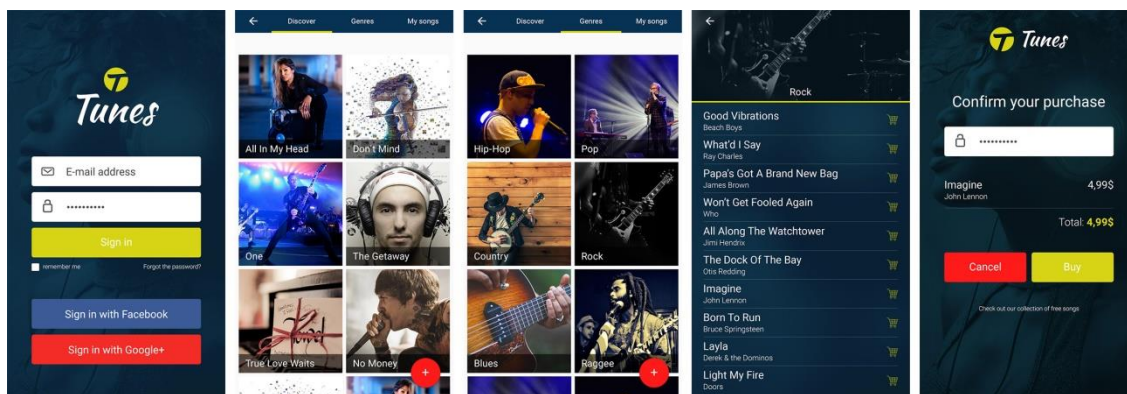 Tunes
E-mail address
Sign in
remember me
Forgot the password?
Sign in with Facebook
Sign in with Google+
Discover Genres My songs
All In My Head
Don't Mind
One
The Getaway
True Love Waits
No Money
+
Discover Genres My songs
Hip-Hop
Pop
Country
Rock
Blues
Raggee
+
Rock
Good Vibrations
Beach Boys
What'd I Say
Ray Charles
Papa's Got A Brand New Bag
James Brown
Won't Get Fooled Again
Who
All Along The Watchtower
Jimi Hendrix
The Dock Of The Bay
Otis Redding
Imagine
John Lennon
Born To Run
Bruce Springsteen
Layla
Derek & the Dominos
Light My Fire
Doors
Tunes
Confirm your purchase
Imagine 4,99$
John Lennon
Total: 4,99$
Cancel
Buy
Check out our collection of free songs